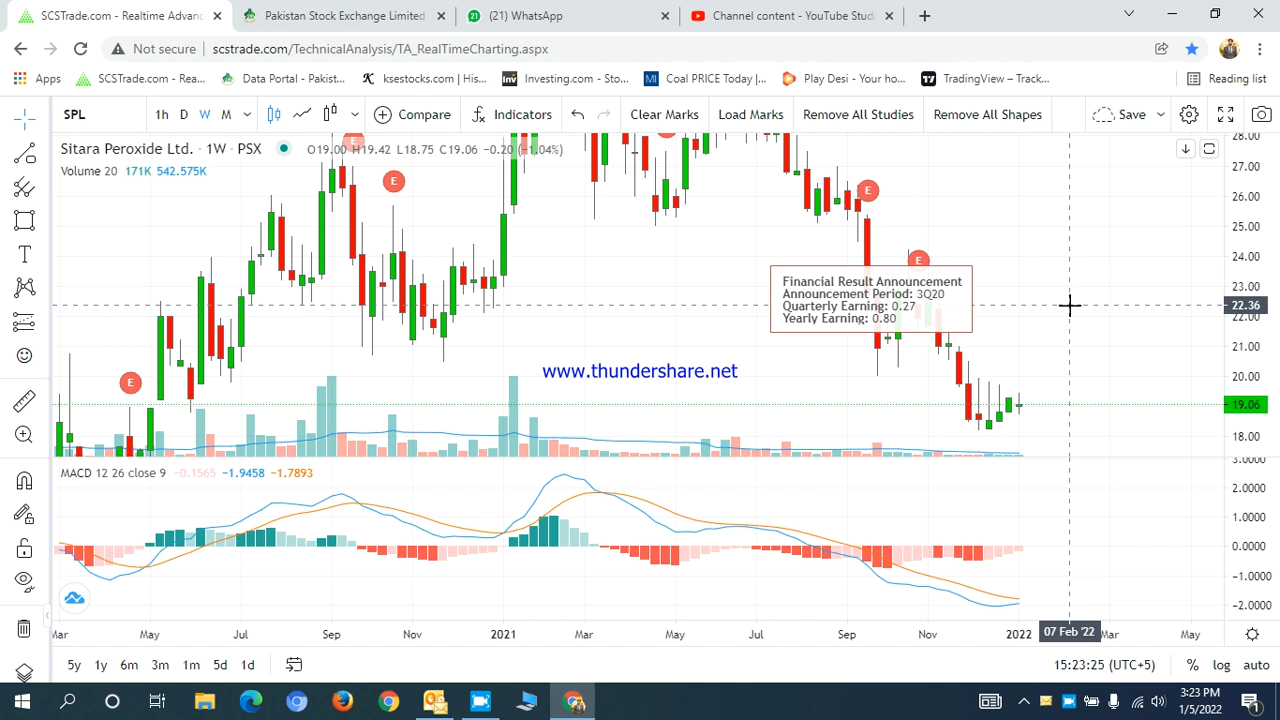 SCSTrade.com - Realtime Advanc
Pakistan Stock Exchange Limited
(21) WhatsApp
Channel content - YouTube Studi
Not secure
scstrade.com/TechnicalAnalysis/TA_RealTimeCharting.aspx
Apps
SCSTrade.com - Rea...
Data Portal - Pakist...
ksestocks.com | His...
Investing.com - Sto...
Coal PRICE Today |...
Play Desi - Your ho...
TradingView – Track...
Reading list
SPL
1h
D
W
M
Compare
Indicators
Clear Marks
Load Marks
Remove All Studies
Remove All Shapes
Save
Sitara Peroxide Ltd. · 1W · PSX
O19.00 H19.42 L18.75 C19.06 −0.20 (−1.04%)
Volume 20 171K 542.575K
28.00
27.00
26.00
25.00
24.00
23.00
22.36
22.00
21.00
20.00
19.06
18.00
E
E
E
E
E
Financial Result Announcement
Announcement Period: 3Q20
Quarterly Earning: 0.27
Yearly Earning: 0.80
www.thundershare.net
MACD 12 26 close 9 −0.1565 −1.9458 −1.7893
3.0000
2.0000
1.0000
0.0000
−1.0000
−2.0000
Mar
May
Jul
Sep
Nov
2021
Mar
May
Jul
Sep
Nov
2022
07 Feb '22
Mar
May
5y
1y
6m
3m
1m
5d
1d
15:23:25 (UTC+5)
%
log
auto
3:23 PM
1/5/2022